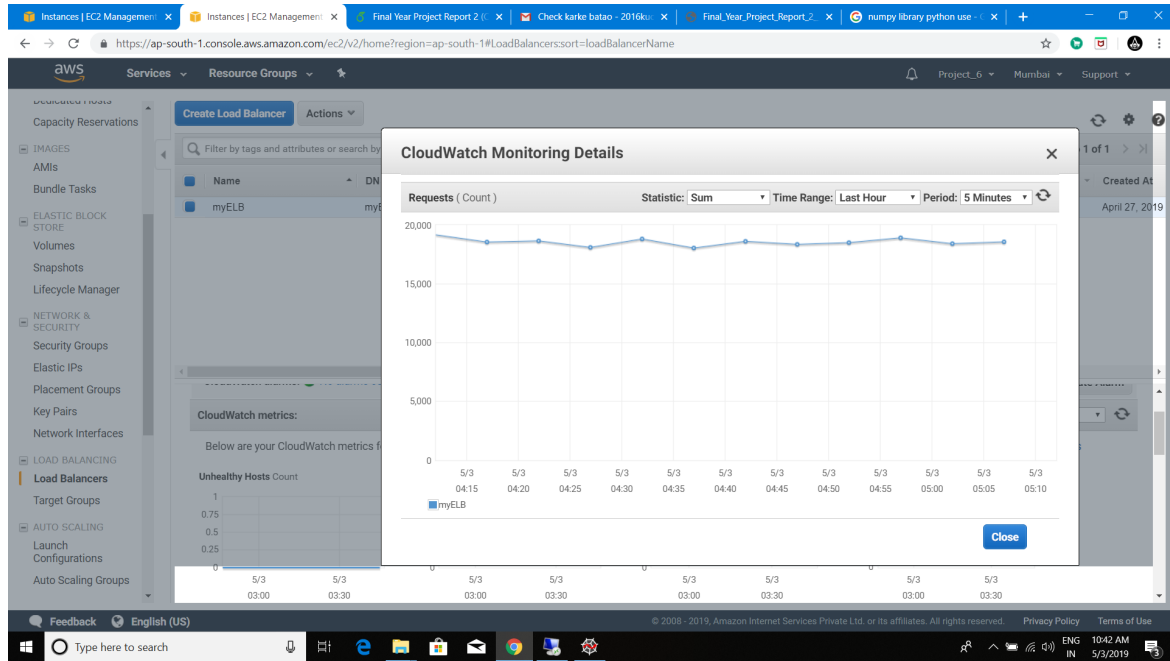 Instances | EC2 Management
Instances | EC2 Management
Final Year Project Report 2 (
Check karke batao - 2016ku
Final_Year_Project_Report_2_
numpy library python use -
https://ap-south-1.console.aws.amazon.com/ec2/v2/home?region=ap-south-1#LoadBalancers:sort=loadBalancerName
aws Services Resource Groups Project_6 Mumbai Support
Capacity Reservations
IMAGES
AMIs
Bundle Tasks
ELASTIC BLOCK
STORE
Volumes
Snapshots
Lifecycle Manager
NETWORK &
SECURITY
Security Groups
Elastic IPs
Placement Groups
Key Pairs
Network Interfaces
LOAD BALANCING
Load Balancers
Target Groups
AUTO SCALING
Launch
Configurations
Auto Scaling Groups
Create Load Balancer Actions
Filter by tags and attributes or search by
1 of 1
Name DN Created At
myELB myE April 27, 2019
CloudWatch Monitoring Details
Requests ( Count ) Statistic: Sum Time Range: Last Hour Period: 5 Minutes
20,000
15,000
10,000
5,000
0
5/3 5/3 5/3 5/3 5/3 5/3 5/3 5/3 5/3 5/3 5/3 5/3
04:15 04:20 04:25 04:30 04:35 04:40 04:45 04:50 04:55 05:00 05:05 05:10
myELB
Close
CloudWatch metrics:
Below are your CloudWatch metrics f
Unhealthy Hosts Count
1
0.75
0.5
0.25
0 0 0 0
5/3 5/3 5/3 5/3 5/3 5/3 5/3 5/3
03:00 03:30 03:00 03:30 03:00 03:30 03:00 03:30
Feedback English (US) © 2008 - 2019, Amazon Internet Services Private Ltd. or its affiliates. All rights reserved. Privacy Policy Terms of Use
Type here to search
ENG
IN
10:42 AM
5/3/2019
3